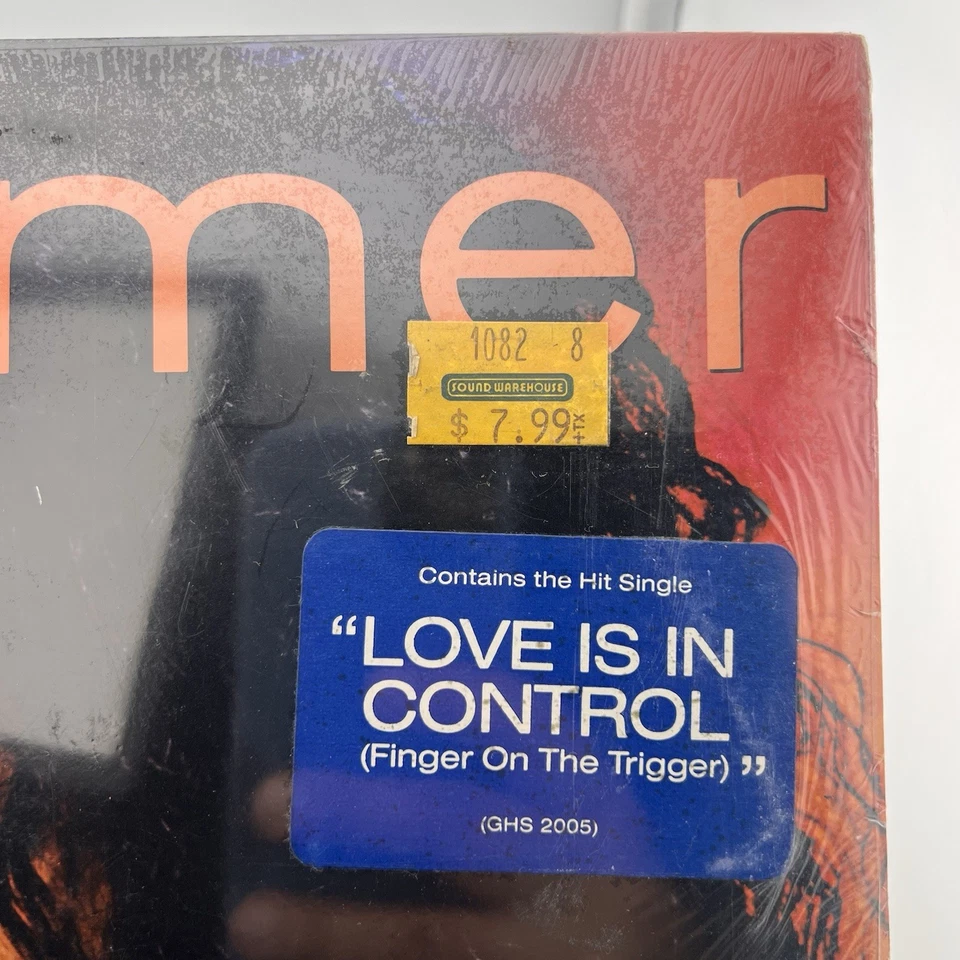 mer
1082 8
SOUND WAREHOUSE
$ 7.99 +TX
Contains the Hit Single
“LOVE IS IN
CONTROL
(Finger On The Trigger)”
(GHS 2005)